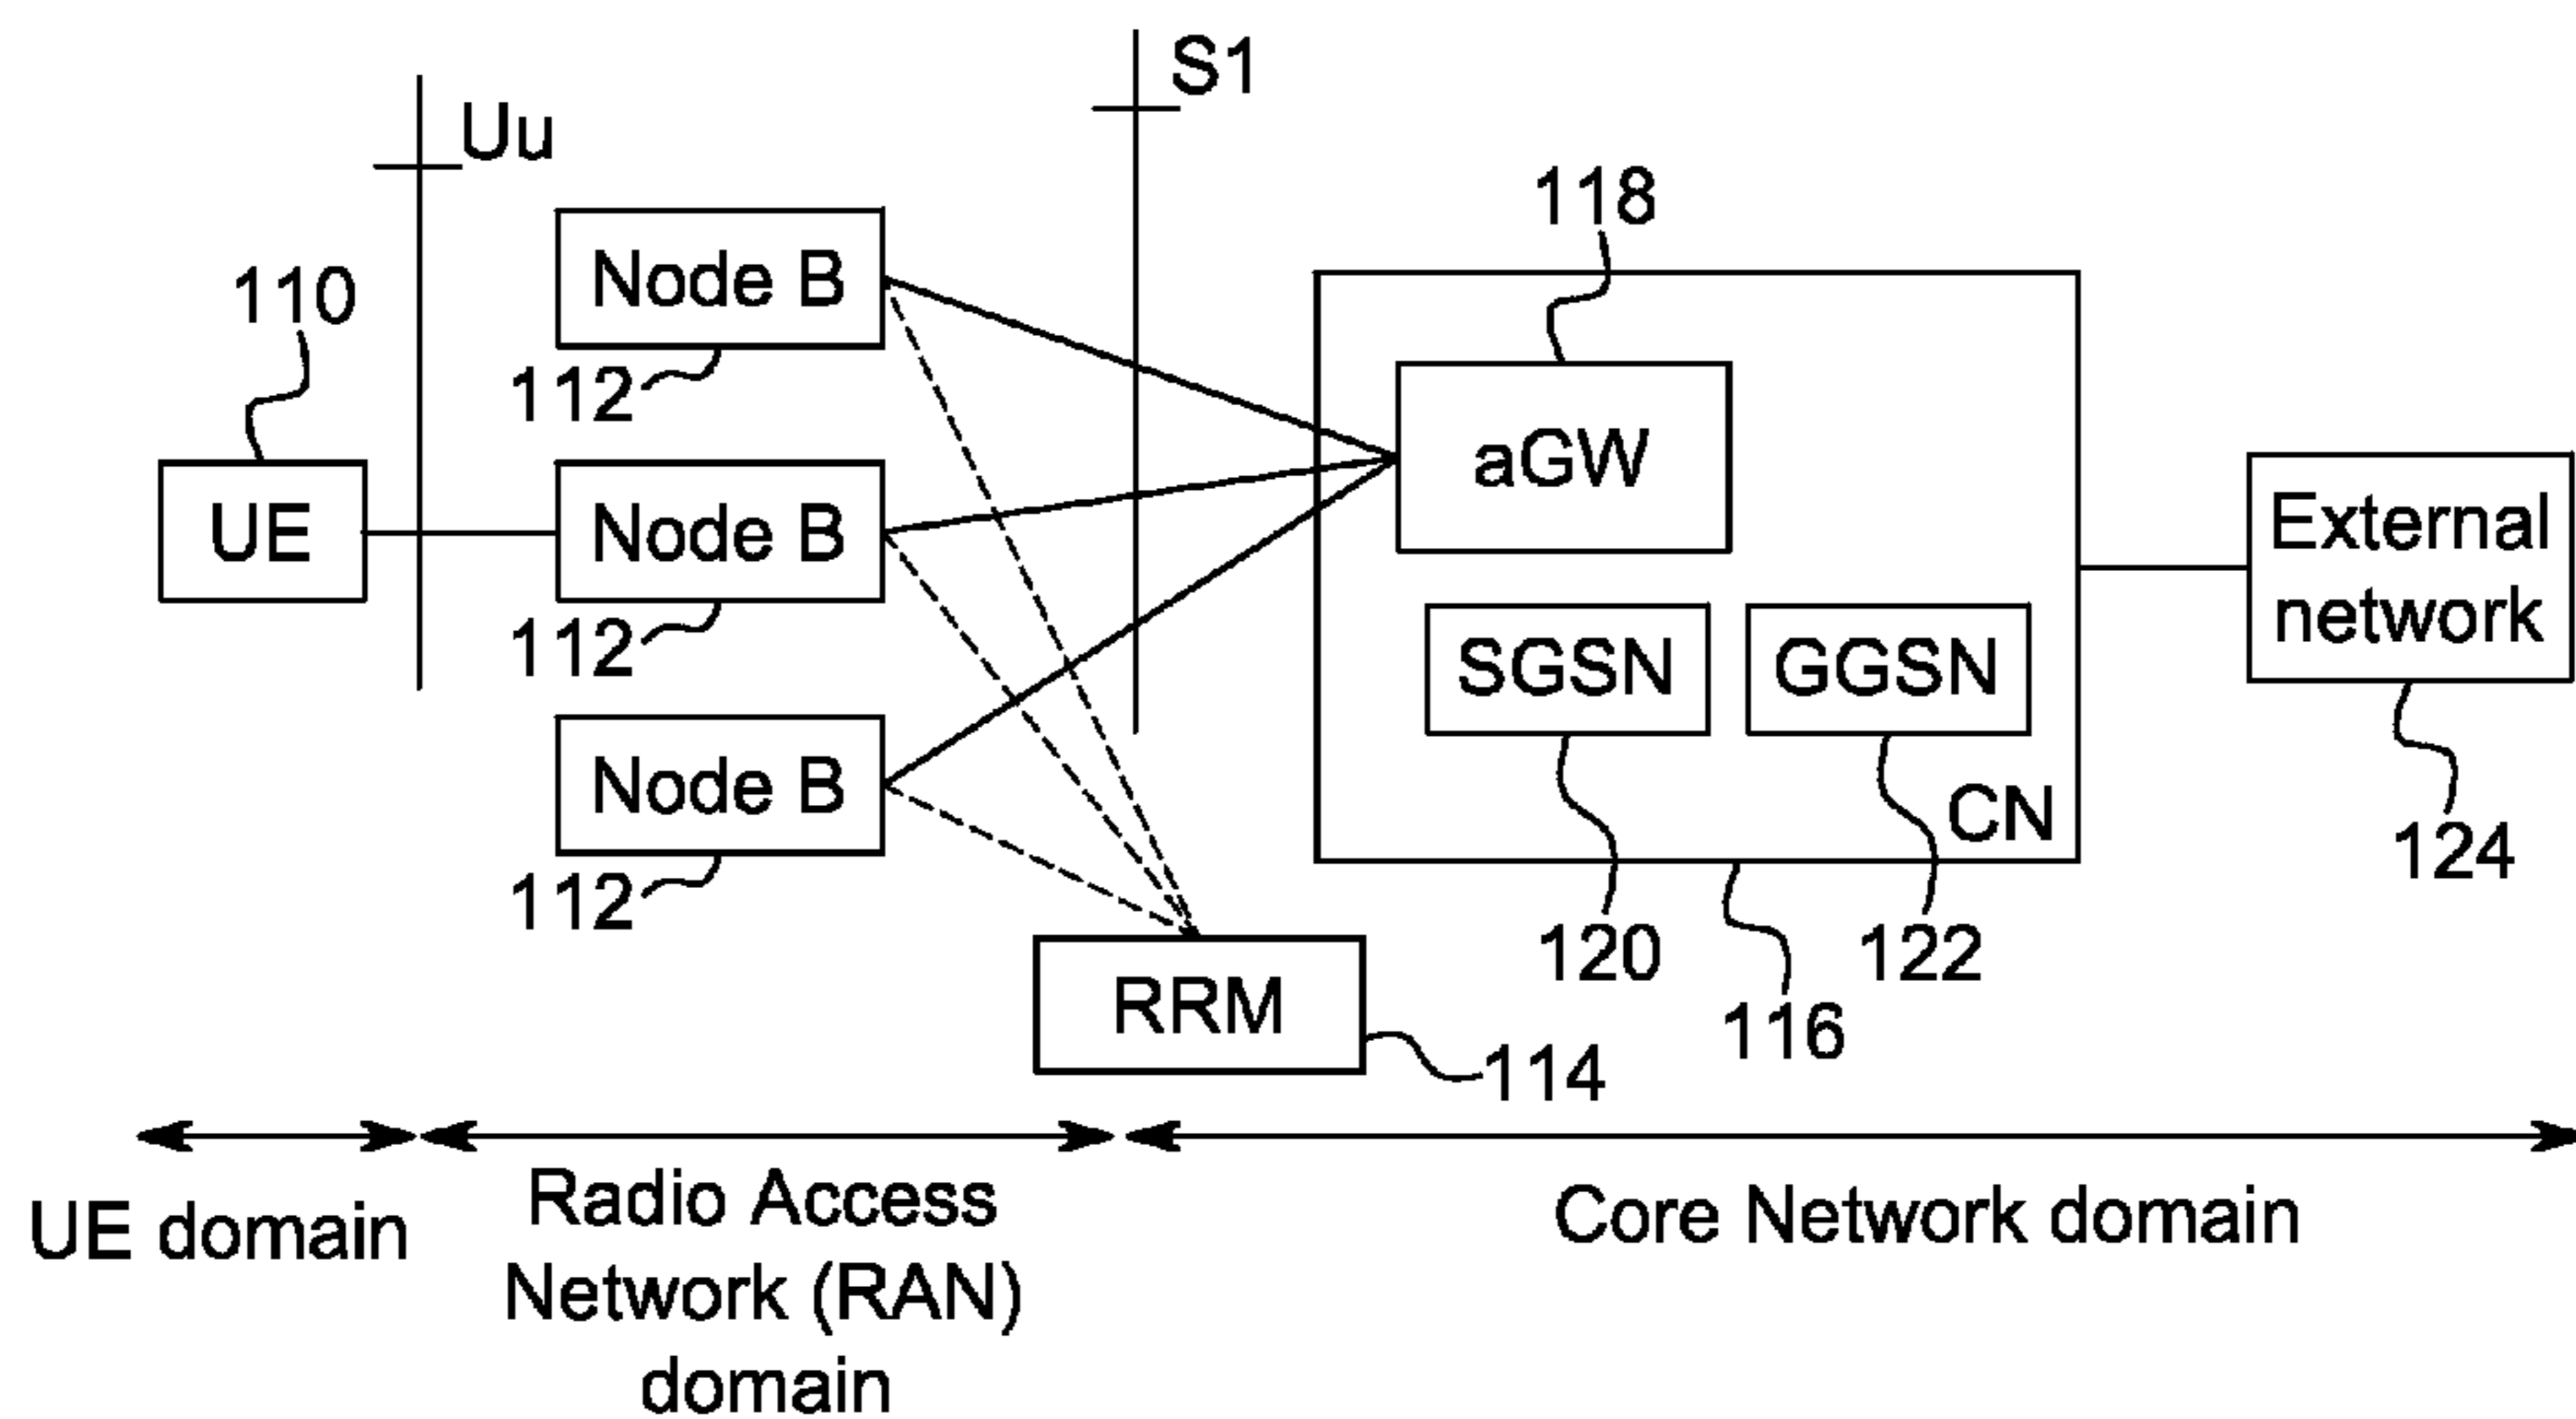 S1
Uu
118
Node B
110
112
aGW
UE
Node B
External
network
112
SGSN
GGSN
Node B
CN
124
112
120
122
RRM
116
114
UE domain
Radio Access
Network (RAN)
domain
Core Network domain